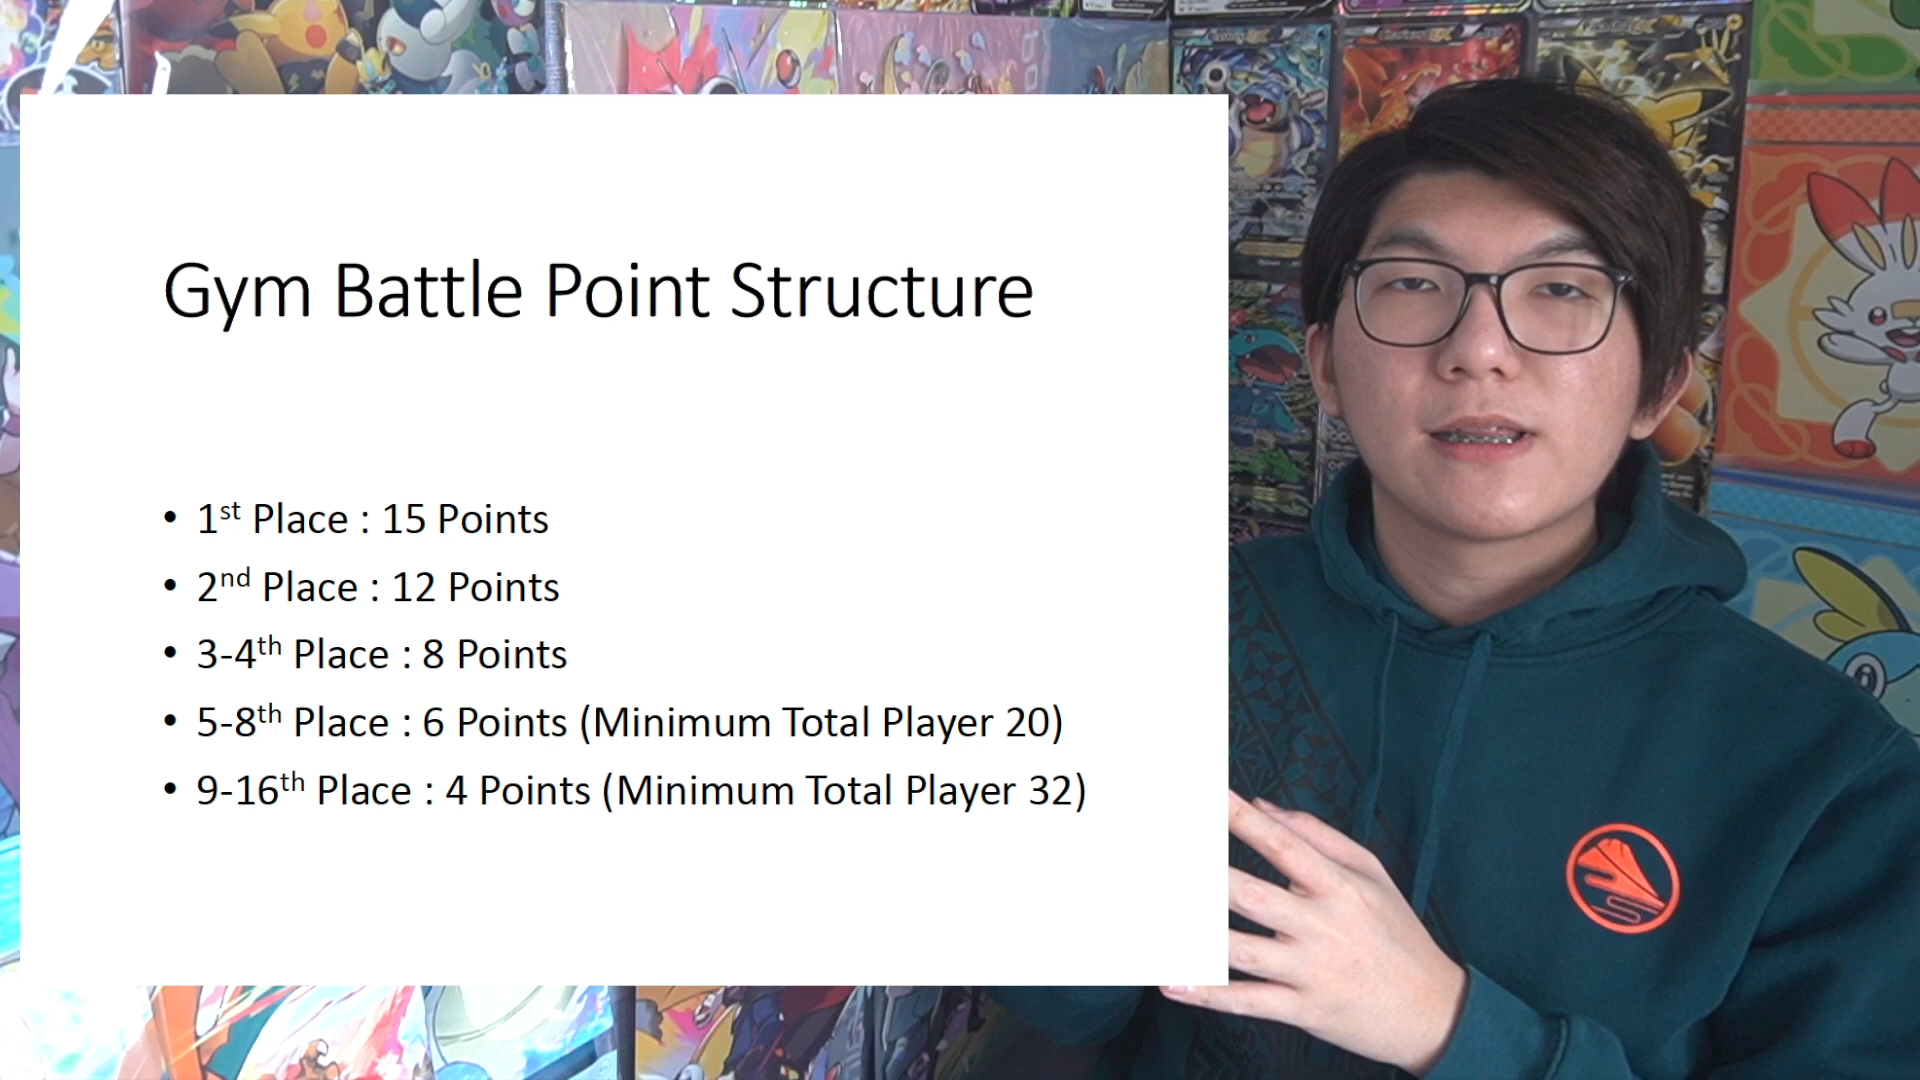 Gym Battle Point Structure
• 1st Place : 15 Points
• 2nd Place : 12 Points
• 3-4th Place : 8 Points
• 5-8th Place : 6 Points (Minimum Total Player 20)
• 9-16th Place : 4 Points (Minimum Total Player 32)